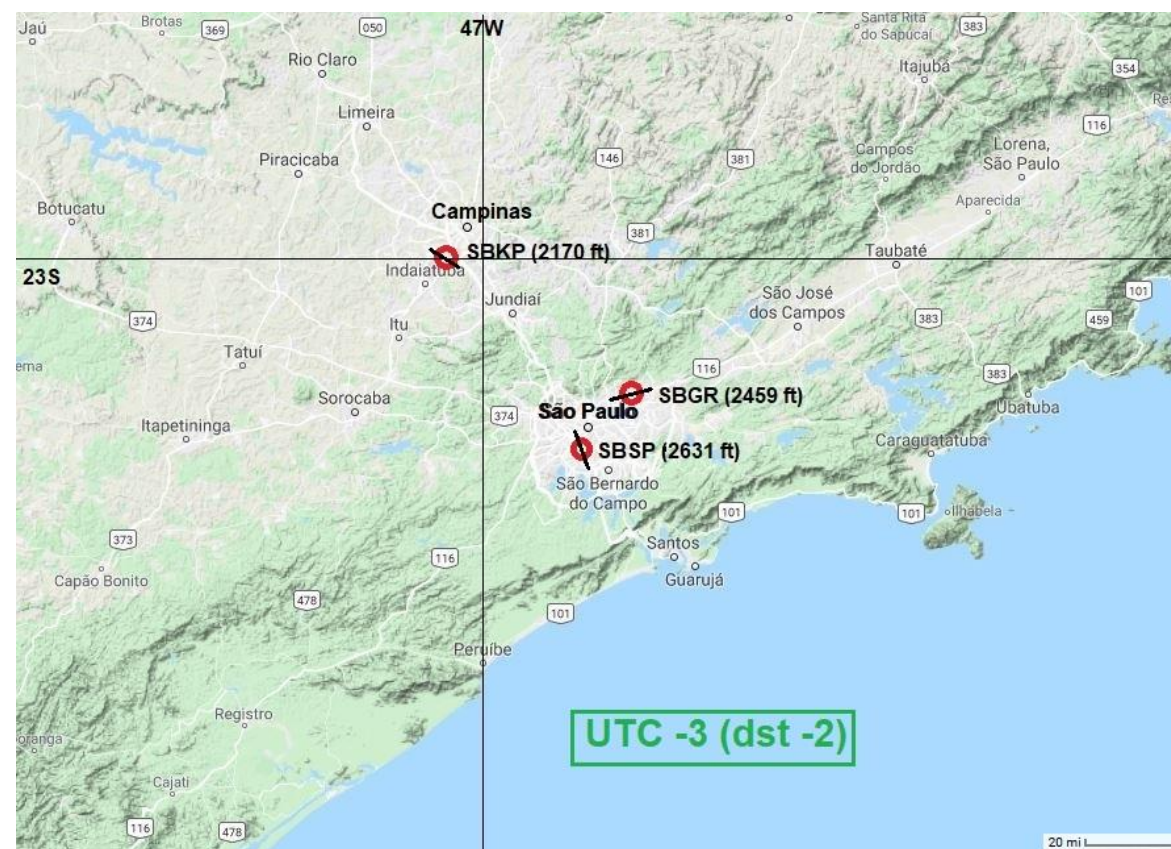 Jaú
Brotas
369
050
47W
Santa Rita
do Sapucaí
383
Rio Claro
Itajubá
354
Limeira
116
Piracicaba
146
381
Campos
do Jordão
Lorena,
São Paulo
Botucatu
Aparecida
Campinas
381
SBKP (2170 ft)
Taubaté
23S
Indaiatuba
Jundiaí
São José
dos Campos
101
374
Itu
383
459
Tatuí
116
383
Sorocaba
374
SBGR (2459 ft)
São Paulo
Ubatuba
Itapetininga
SBSP (2631 ft)
Caraguatatuba
São Bernardo
do Campo
101
101
Ilhabela
373
Santos
116
Guarujá
Capão Bonito
478
101
Peruíbe
Registro
UTC -3 (dst -2)
Cajati
116
478
20 mi